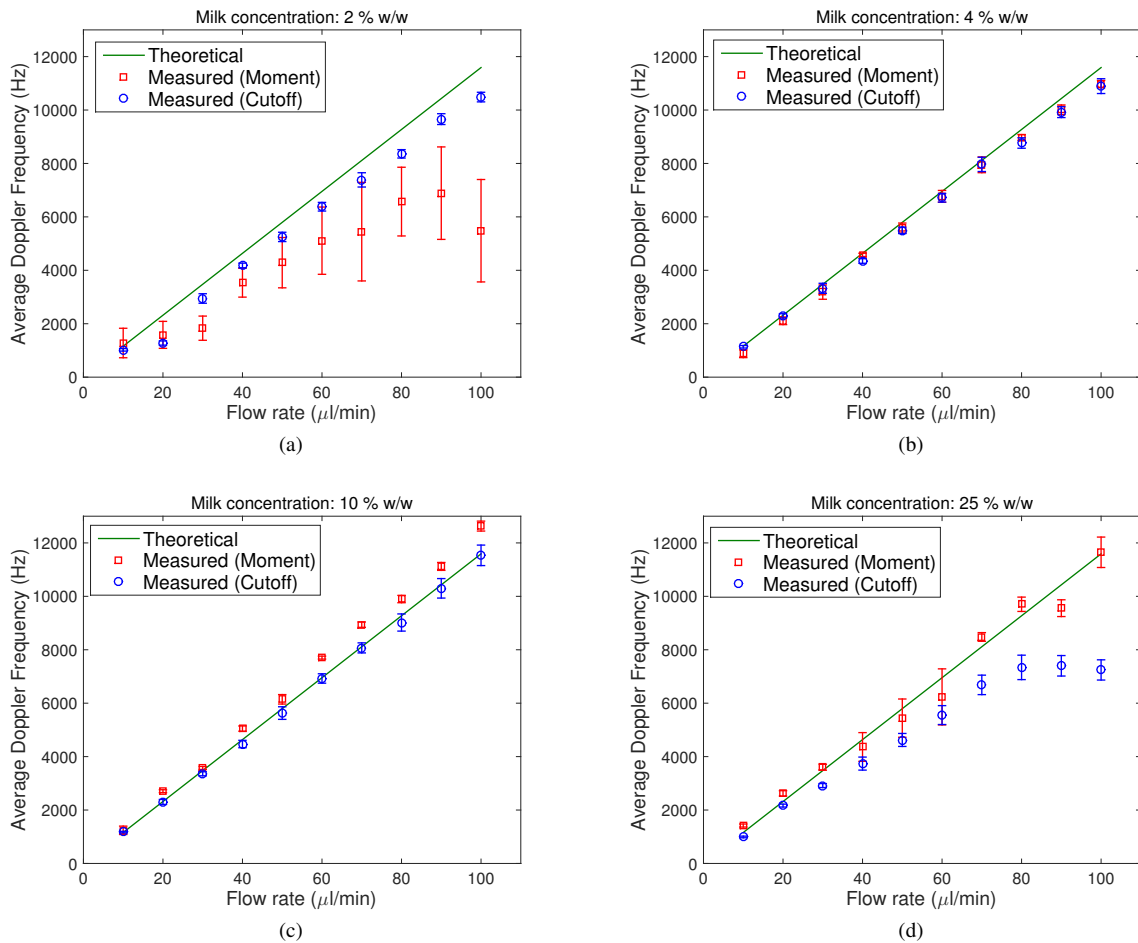 Milk concentration: 2 % w/w
12000
10000
8000
6000
4000
2000
0
Average Doppler Frequency (Hz)
Theoretical
Measured (Moment)
Measured (Cutoff)
0 20 40 60 80 100
Flow rate (μl/min)
(a)
Milk concentration: 4 % w/w
12000
10000
8000
6000
4000
2000
0
Average Doppler Frequency (Hz)
Theoretical
Measured (Moment)
Measured (Cutoff)
0 20 40 60 80 100
Flow rate (μl/min)
(b)
Milk concentration: 10 % w/w
12000
10000
8000
6000
4000
2000
0
Average Doppler Frequency (Hz)
Theoretical
Measured (Moment)
Measured (Cutoff)
0 20 40 60 80 100
Flow rate (μl/min)
(c)
Milk concentration: 25 % w/w
12000
10000
8000
6000
4000
2000
0
Average Doppler Frequency (Hz)
Theoretical
Measured (Moment)
Measured (Cutoff)
0 20 40 60 80 100
Flow rate (μl/min)
(d)